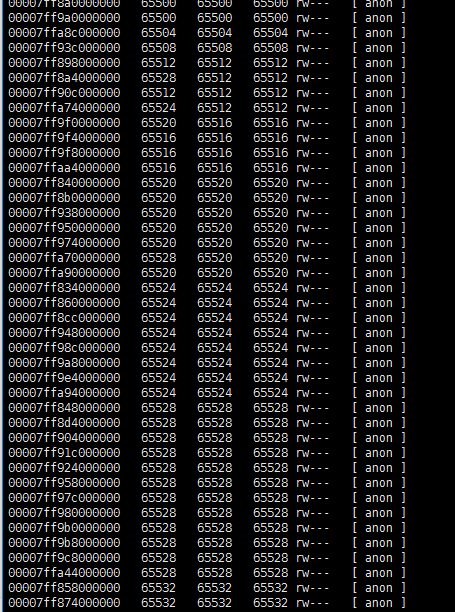 00007ff8a0000000 65500 65500 65500 rw--- [ anon ]
00007ff9a0000000 65500 65500 65500 rw--- [ anon ]
00007ffa8c000000 65504 65504 65504 rw--- [ anon ]
00007ff93c000000 65508 65508 65508 rw--- [ anon ]
00007ff898000000 65512 65512 65512 rw--- [ anon ]
00007ff8a4000000 65528 65512 65512 rw--- [ anon ]
00007ff90c000000 65512 65512 65512 rw--- [ anon ]
00007ffa74000000 65524 65512 65512 rw--- [ anon ]
00007ff9f0000000 65520 65516 65516 rw--- [ anon ]
00007ff9f4000000 65516 65516 65516 rw--- [ anon ]
00007ff9f8000000 65516 65516 65516 rw--- [ anon ]
00007ffaa4000000 65516 65516 65516 rw--- [ anon ]
00007ff840000000 65520 65520 65520 rw--- [ anon ]
00007ff8b0000000 65520 65520 65520 rw--- [ anon ]
00007ff938000000 65520 65520 65520 rw--- [ anon ]
00007ff950000000 65520 65520 65520 rw--- [ anon ]
00007ff974000000 65520 65520 65520 rw--- [ anon ]
00007ffa70000000 65528 65520 65520 rw--- [ anon ]
00007ffa90000000 65520 65520 65520 rw--- [ anon ]
00007ff834000000 65524 65524 65524 rw--- [ anon ]
00007ff860000000 65524 65524 65524 rw--- [ anon ]
00007ff8cc000000 65524 65524 65524 rw--- [ anon ]
00007ff948000000 65524 65524 65524 rw--- [ anon ]
00007ff98c000000 65524 65524 65524 rw--- [ anon ]
00007ff9a8000000 65524 65524 65524 rw--- [ anon ]
00007ff9e4000000 65524 65524 65524 rw--- [ anon ]
00007ffa94000000 65524 65524 65524 rw--- [ anon ]
00007ff848000000 65528 65528 65528 rw--- [ anon ]
00007ff8d4000000 65528 65528 65528 rw--- [ anon ]
00007ff904000000 65528 65528 65528 rw--- [ anon ]
00007ff91c000000 65528 65528 65528 rw--- [ anon ]
00007ff924000000 65528 65528 65528 rw--- [ anon ]
00007ff958000000 65528 65528 65528 rw--- [ anon ]
00007ff97c000000 65528 65528 65528 rw--- [ anon ]
00007ff980000000 65528 65528 65528 rw--- [ anon ]
00007ff9b0000000 65528 65528 65528 rw--- [ anon ]
00007ff9b8000000 65528 65528 65528 rw--- [ anon ]
00007ff9c8000000 65528 65528 65528 rw--- [ anon ]
00007ffa44000000 65528 65528 65528 rw--- [ anon ]
00007ff858000000 65532 65532 65532 rw--- [ anon ]
00007ff874000000 65532 65532 65532 rw--- [ anon ]